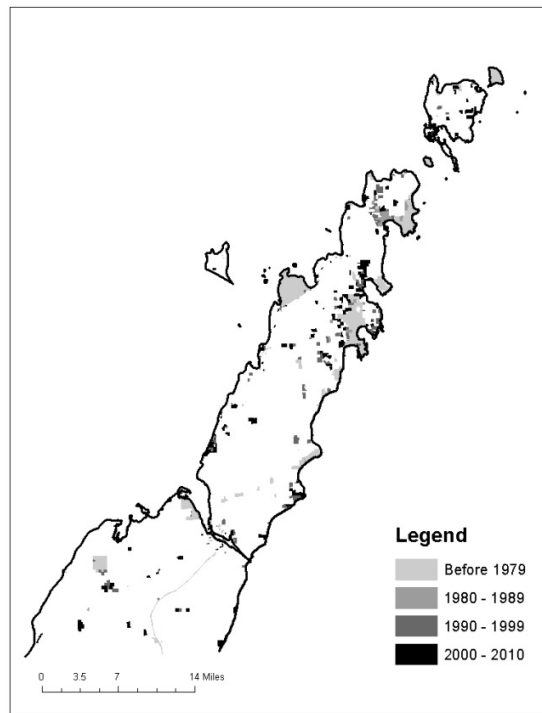 Legend
Before 1979
1980 - 1989
1990 - 1999
2000 - 2010
0 3.5 7 14 Miles